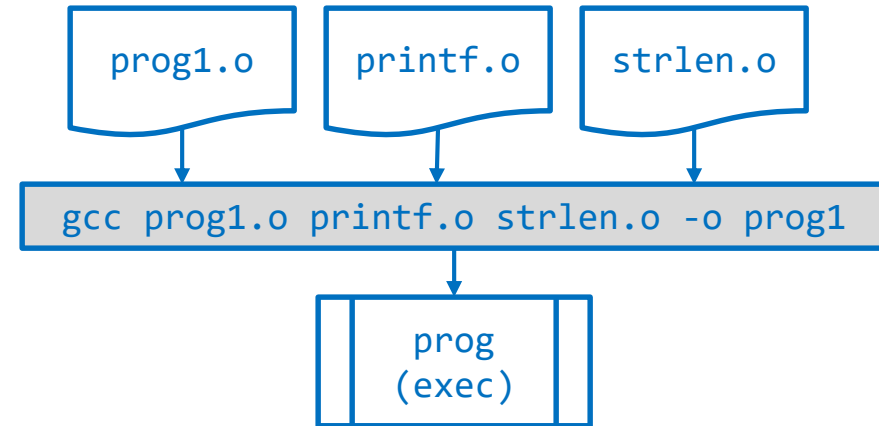 prog1.o printf.o strlen.o
gcc prog1.o printf.o strlen.o -o prog1
prog
(exec)